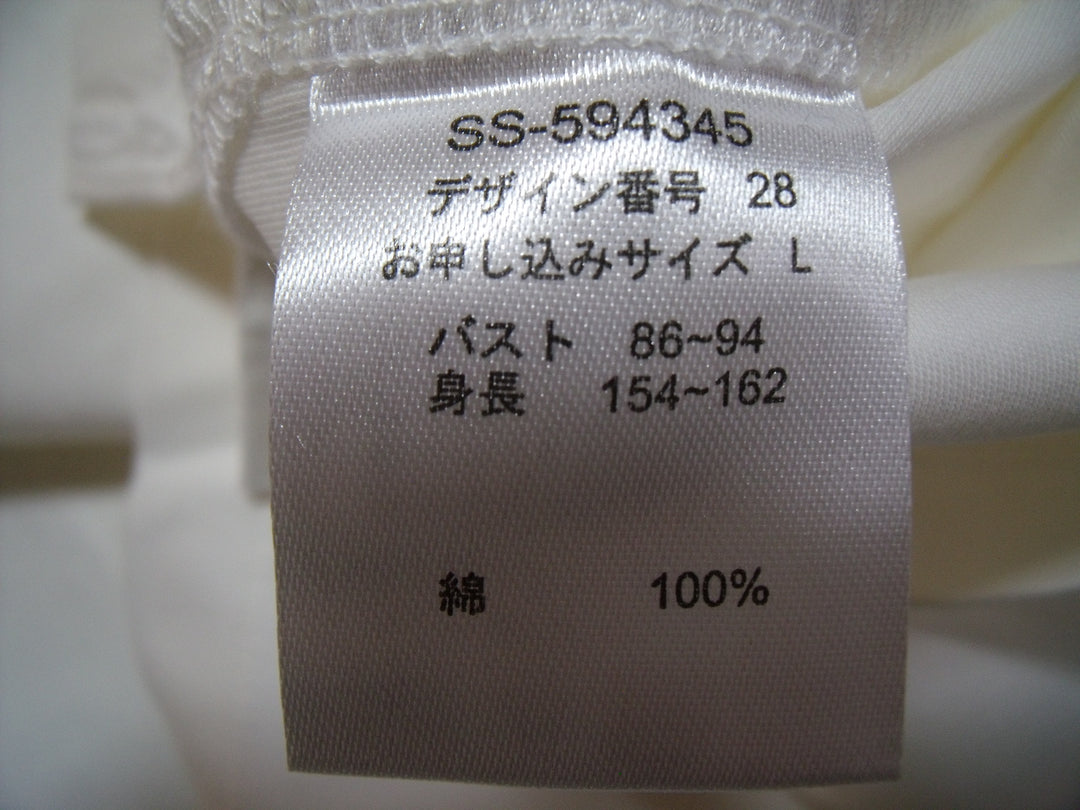 SS-594345
デザイン番号 28
お申し込みサイズ L
バスト 86~94
身長 154~162
綿 100%